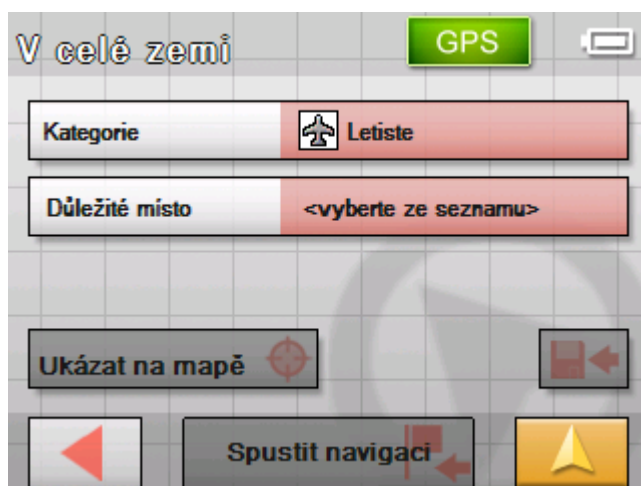 V celé zemi
GPS
Kategorie
Letiste
Důležité místo
<vyberte ze seznamu>
Ukázat na mapě
Spustit navigaci